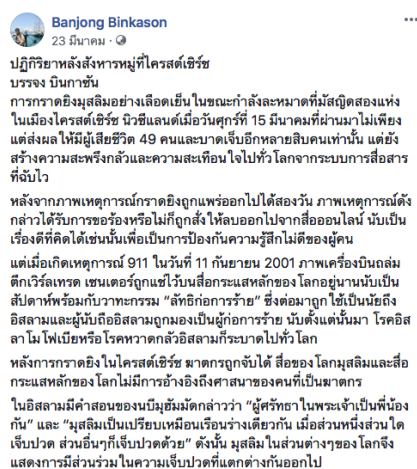 Banjong Binkason
23 มีนาคม ·
ปฏิกิริยาหลังสังหารหมู่ที่ไครสต์เชิร์ช
บรรจง บินกาซัน
การกราดยิงมุสลิมอย่างเลือดเย็นในขณะกำลังละหมาดที่มัสญิดสองแห่ง
ในเมืองไครสต์เชิร์ช นิวซีแลนด์เมื่อวันศุกร์ที่ 15 มีนาคมที่ผ่านมาไม่เพียง
แต่ส่งผลให้มีผู้เสียชีวิต 49 คนและบาดเจ็บอีกหลายสิบคนเท่านั้น แต่ยัง
สร้างความสะพรึงกลัวและความสะเทือนใจไปทั่วโลกจากระบบการสื่อสาร
ที่ฉับไว
หลังจากภาพเหตุการณ์กราดยิงถูกแพร่ออกไปได้สองวัน ภาพเหตุการณ์ดัง
กล่าวได้รับการขอร้องหรือไม่ก็ถูกสั่งให้ลบออกไปจากสื่อออนไลน์ นับเป็น
เรื่องดีที่คิดได้เช่นนั้นเพื่อเป็นการป้องกันความรู้สึกไม่ดีของผู้คน
แต่เมื่อเกิดเหตุการณ์ 911 ในวันที่ 11 กันยายน 2001 ภาพเครื่องบินถล่ม
ตึกเวิร์ลเทรด เซนเตอร์ถูกแช่ไว้บนสื่อกระแสหลักของโลกอยู่นานนับเป็น
สัปดาห์พร้อมกับวาทะกรรม “ลัทธิก่อการร้าย” ซึ่งต่อมาถูกใช้เป็นนัยถึง
อิสลามและผู้นับถืออิสลามถูกมองเป็นผู้ก่อการร้าย นับตั้งแต่นั้นมา โรคอิส
ลาโมโฟเบียหรือโรคหวาดกลัวอิสลามก็ระบาดไปทั่วโลก
หลังการกราดยิงในไครสต์เชิร์ช ฆาตกรถูกจับได้ สื่อของโลกมุสลิมและสื่อ
กระแสหลักของโลกไม่มีการอ้างอิงถึงศาสนาของคนที่เป็นฆาตกร
ในอิสลามมีคำสอนของนบีมุฮัมมัดกล่าวว่า “ผู้ศรัทธาในพระเจ้าเป็นพี่น้อง
กัน” และ “มุสลิมเป็นเปรียบเหมือนเรือนร่างเดียวกัน เมื่อส่วนหนึ่งส่วนใด
เจ็บปวด ส่วนอื่นๆก็เจ็บปวดด้วย” ดังนั้น มุสลิมในส่วนต่างๆของโลกจึง
แสดงการมีส่วนร่วมในความเจ็บปวดที่แตกต่างกันออกไป